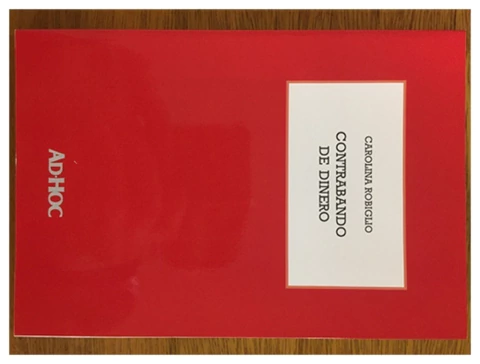 CAROLINA ROBIGLIO
CONTRABANDO
DE DINERO
AD-HOC